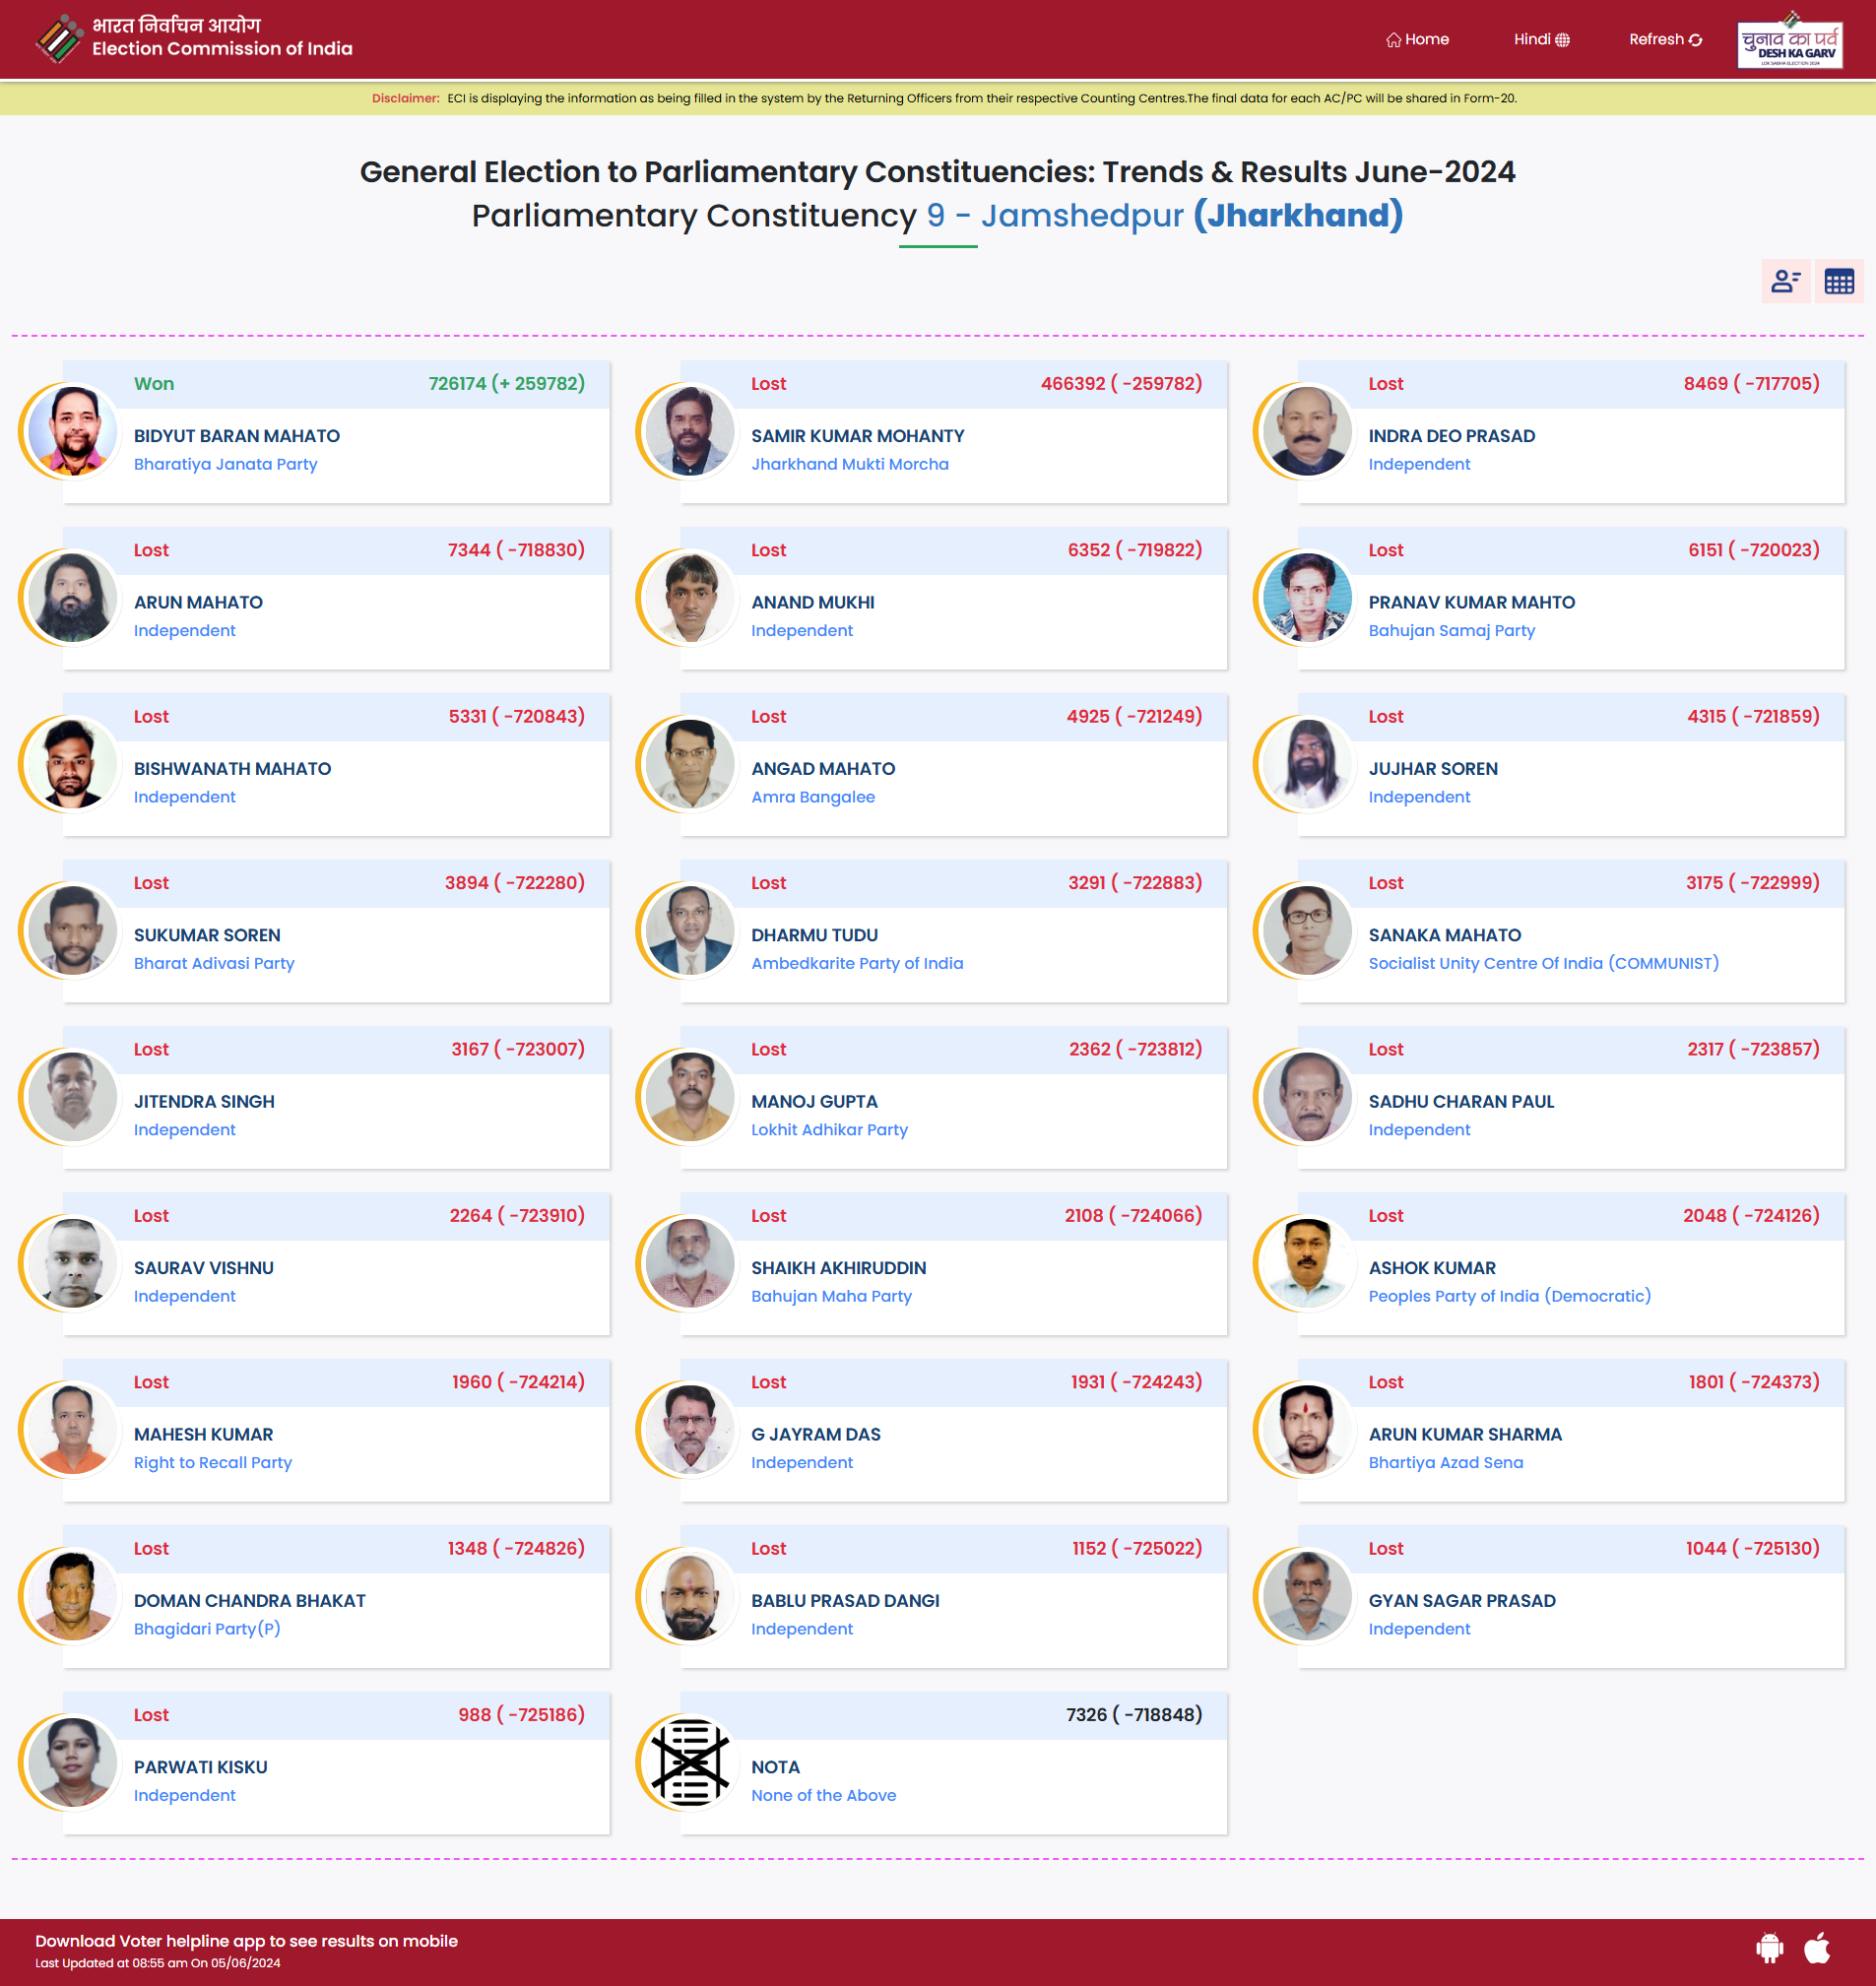 भारत निर्वाचन आयोग
Election Commission of India
Home
Hindi
Refresh
चुनाव का पर्व
DESH KA GARV
LOK SABHA ELECTION 2024
Disclaimer: ECI is displaying the information as being filled in the system by the Returning Officers from their respective Counting Centres.The final data for each AC/PC will be shared in Form-20.
General Election to Parliamentary Constituencies: Trends & Results June-2024
Parliamentary Constituency 9 - Jamshedpur (Jharkhand)
Won 726174 (+ 259782)
BIDYUT BARAN MAHATO
Bharatiya Janata Party
Lost 466392 ( -259782)
SAMIR KUMAR MOHANTY
Jharkhand Mukti Morcha
Lost 8469 ( -717705)
INDRA DEO PRASAD
Independent
Lost 7344 ( -718830)
ARUN MAHATO
Independent
Lost 6352 ( -719822)
ANAND MUKHI
Independent
Lost 6151 ( -720023)
PRANAV KUMAR MAHTO
Bahujan Samaj Party
Lost 5331 ( -720843)
BISHWANATH MAHATO
Independent
Lost 4925 ( -721249)
ANGAD MAHATO
Amra Bangalee
Lost 4315 ( -721859)
JUJHAR SOREN
Independent
Lost 3894 ( -722280)
SUKUMAR SOREN
Bharat Adivasi Party
Lost 3291 ( -722883)
DHARMU TUDU
Ambedkarite Party of India
Lost 3175 ( -722999)
SANAKA MAHATO
Socialist Unity Centre Of India (COMMUNIST)
Lost 3167 ( -723007)
JITENDRA SINGH
Independent
Lost 2362 ( -723812)
MANOJ GUPTA
Lokhit Adhikar Party
Lost 2317 ( -723857)
SADHU CHARAN PAUL
Independent
Lost 2264 ( -723910)
SAURAV VISHNU
Independent
Lost 2108 ( -724066)
SHAIKH AKHIRUDDIN
Bahujan Maha Party
Lost 2048 ( -724126)
ASHOK KUMAR
Peoples Party of India (Democratic)
Lost 1960 ( -724214)
MAHESH KUMAR
Right to Recall Party
Lost 1931 ( -724243)
G JAYRAM DAS
Independent
Lost 1801 ( -724373)
ARUN KUMAR SHARMA
Bhartiya Azad Sena
Lost 1348 ( -724826)
DOMAN CHANDRA BHAKAT
Bhagidari Party(P)
Lost 1152 ( -725022)
BABLU PRASAD DANGI
Independent
Lost 1044 ( -725130)
GYAN SAGAR PRASAD
Independent
Lost 988 ( -725186)
PARWATI KISKU
Independent
7326 ( -718848)
NOTA
None of the Above
Download Voter helpline app to see results on mobile
Last Updated at 08:55 am On 05/06/2024